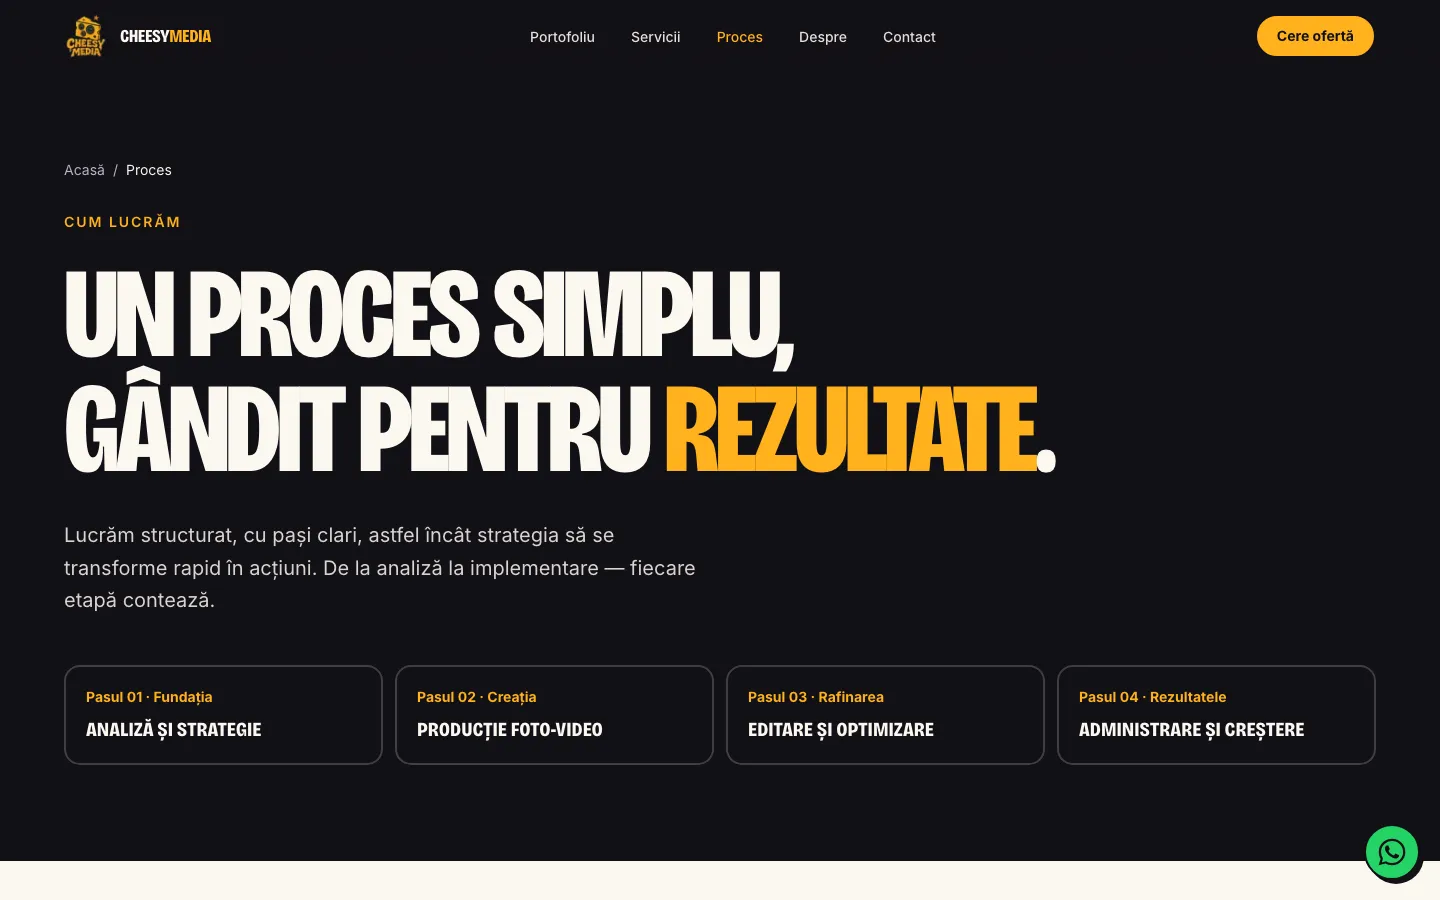 CHEESY MEDIA
CHEESYMEDIA
Portofoliu
Servicii
Proces
Despre
Contact
Cere ofertă
Acasă / Proces
CUM LUCRĂM
UN PROCES SIMPLU,
GÂNDIT PENTRU REZULTATE.
Lucrăm structurat, cu pași clari, astfel încât strategia să se
transforme rapid în acțiuni. De la analiză la implementare — fiecare
etapă contează.
Pasul 01 · Fundația
ANALIZĂ ȘI STRATEGIE
Pasul 02 · Creația
PRODUCȚIE FOTO-VIDEO
Pasul 03 · Rafinarea
EDITARE ȘI OPTIMIZARE
Pasul 04 · Rezultatele
ADMINISTRARE ȘI CREȘTERE